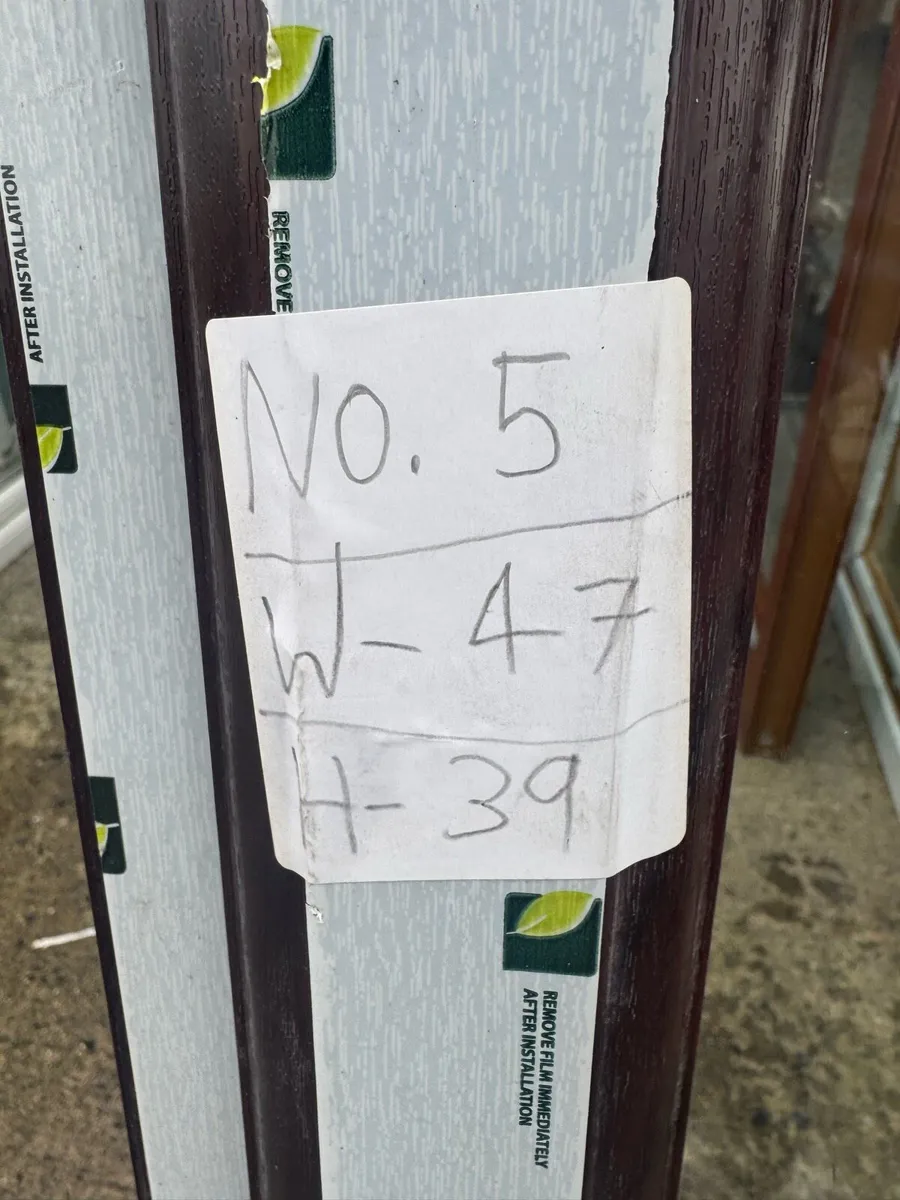 AFTER INSTALLATION
REMOVE
NO. 5
W- 47
H- 39
REMOVE FILM IMMEDIATELY
AFTER INSTALLATION